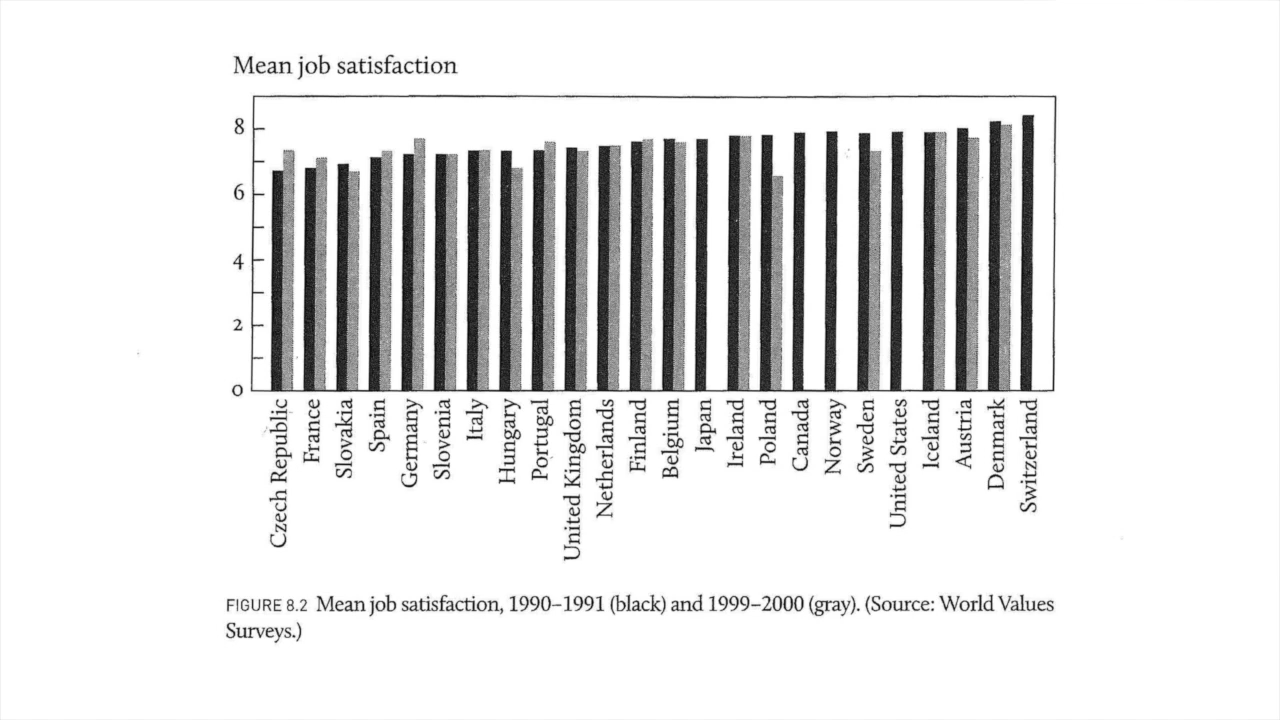 Mean job satisfaction
8
6
4
2
0
Czech Republic
France
Slovakia
Spain
Germany
Slovenia
Italy
Hungary
Portugal
United Kingdom
Netherlands
Finland
Belgium
Japan
Ireland
Poland
Canada
Norway
Sweden
United States
Iceland
Austria
Denmark
Switzerland
FIGURE 8.2 Mean job satisfaction, 1990–1991 (black) and 1999–2000 (gray). (Source: World Values
Surveys.)